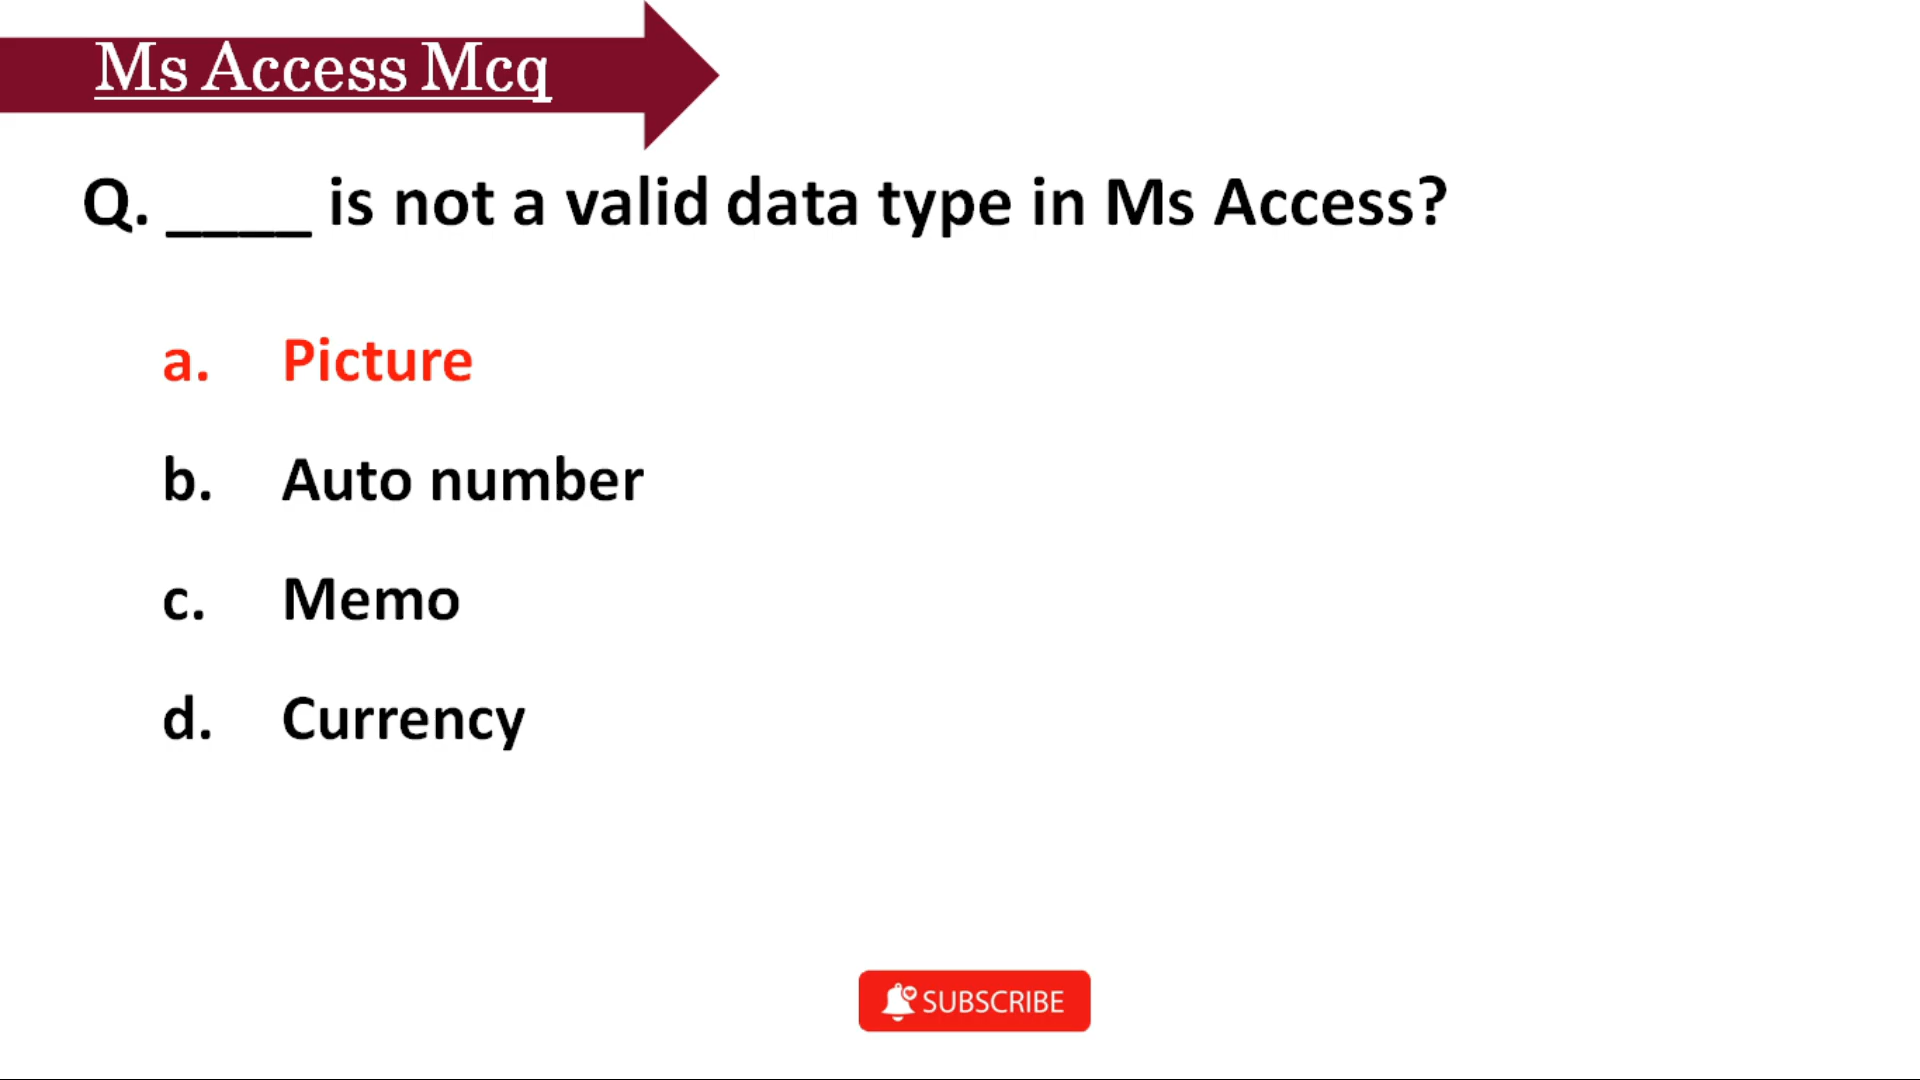 Ms Access Mcq
Q. ____ is not a valid data type in Ms Access?
a. Picture
b. Auto number
c. Memo
d. Currency
SUBSCRIBE